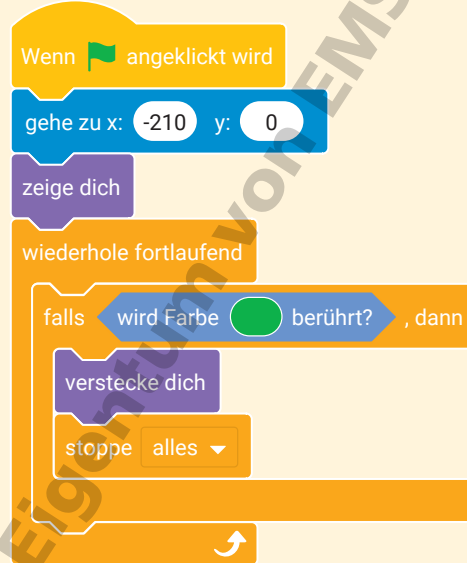 Wenn angeklickt wird
gehe zu x: -210 y: 0
zeige dich
wiederhole fortlaufend
falls wird Farbe berührt? , dann
verstecke dich
stoppe alles
Eigentum von EMS